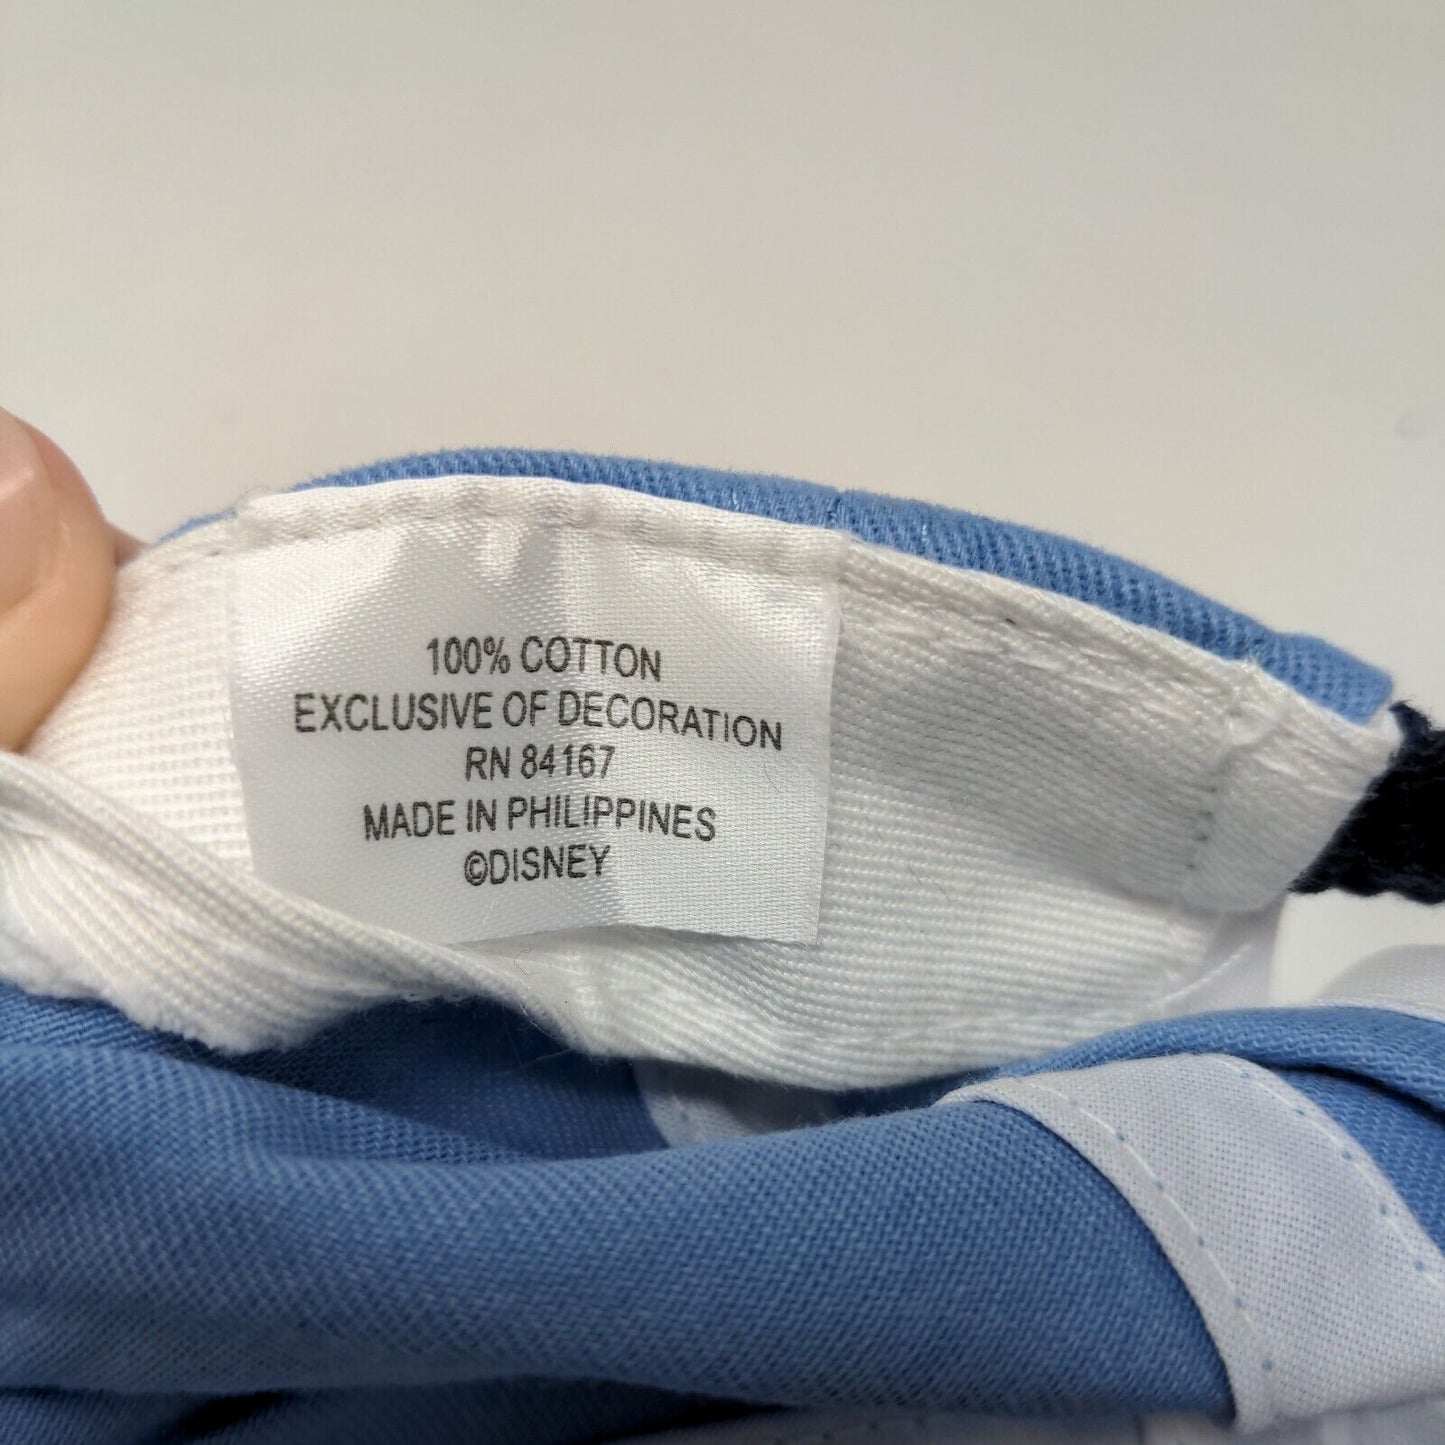 100% COTTON
EXCLUSIVE OF DECORATION
RN 84167
MADE IN PHILIPPINES
©DISNEY